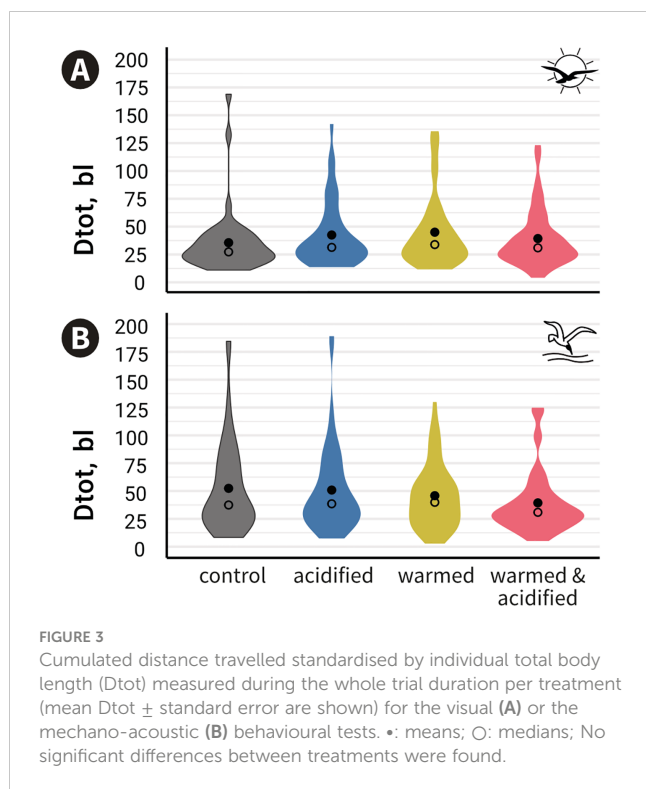 A
200
175
150
125
100
75
50
25
0
Dtot, bl
B
200
175
150
125
100
75
50
25
0
Dtot, bl
control acidified warmed warmed &
acidified
FIGURE 3
Cumulated distance travelled standardised by individual total body
length (Dtot) measured during the whole trial duration per treatment
(mean Dtot ± standard error are shown) for the visual (A) or the
mechano-acoustic (B) behavioural tests. •: means; ○: medians; No
significant differences between treatments were found.